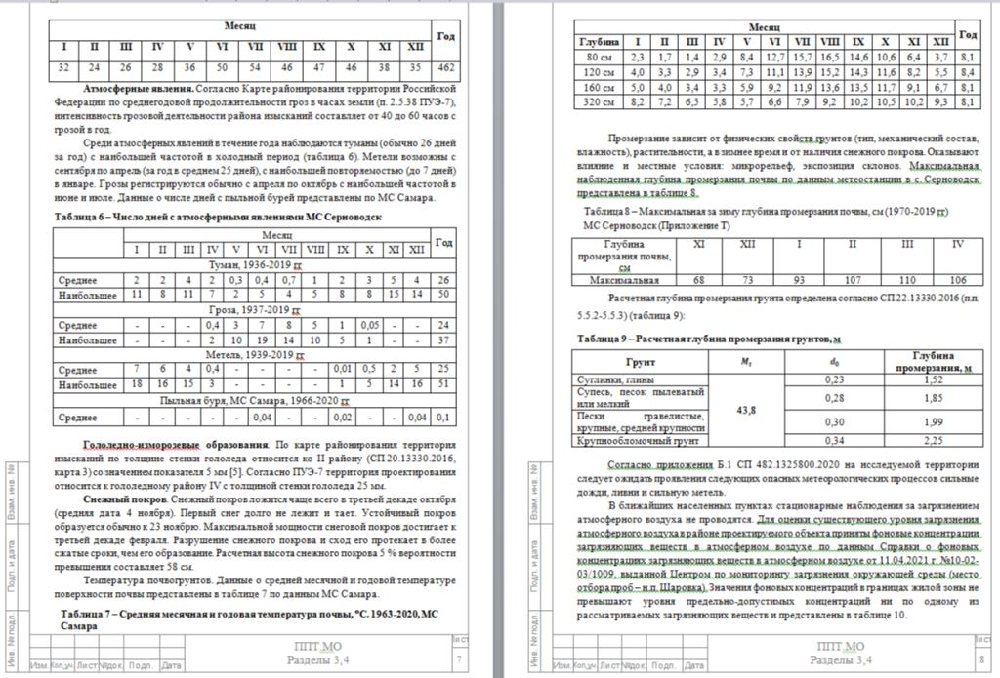 Месяц Год
I II III IV V VI VII VIII IX X XI XII
32 24 26 28 36 50 54 46 47 46 38 35 462
Атмосферные явления. Согласно Карте районирования территории Российской
Федерации по среднегодовой продолжительности гроз в часах земли (п. 2.5.38 ПУЭ-7),
интенсивность грозовой деятельности района изысканий составляет от 40 до 60 часов с
грозой в год.
Среди атмосферных явлений в течение года наблюдаются туманы (обычно 26 дней
за год) с наибольшей частотой в холодный период (таблица 6). Метели возможны с
сентября по апрель (за год в среднем 25 дней), с наибольшей повторяемостью (до 7 дней)
в январе. Грозы регистрируются обычно с апреля по октябрь с наибольшей частотой в
июне и июле. Данные о числе дней с пыльной бурей представлены по МС Самара.
Таблица 6 – Число дней с атмосферными явлениями МС Серноводск
Месяц Год
I II III IV V VI VII VIII IX X XI XII
Туман, 1936-2019 гг
Среднее 2 2 4 2 0,3 0,4 0,7 1 2 3 5 4 26
Наибольшее 11 8 11 7 2 5 4 5 8 8 15 14 50
Гроза, 1937-2019 гг
Среднее - - - 0,4 3 7 8 5 1 0,05 - - 24
Наибольшее - - - 2 10 19 14 10 5 1 - - 37
Метель, 1939-2019 гг
Среднее 7 6 4 0,4 - - - - 0,01 0,5 2 5 25
Наибольшее 18 16 15 3 - - - - 1 5 14 16 51
Пыльная буря, МС Самара, 1966-2020 гг
Среднее - - - - - 0,04 - - 0,02 - - 0,04 0,1
Гололедно-изморозевые образования. По карте районирования территория
изысканий по толщине стенки гололеда относится ко II району (СП 20.13330.2016,
карта 3) со значением показателя 5 мм [5]. Согласно ПУЭ-7 территория проектирования
относится к гололедному району IV с толщиной стенки гололеда 25 мм.
Снежный покров. Снежный покров ложится чаще всего в третьей декаде октября
(средняя дата 4 ноября). Первый снег долго не лежит и тает. Устойчивый покров
образуется обычно к 23 ноябрю. Максимальной мощности снеговой покров достигает к
третьей декаде февраля. Разрушение снежного покрова и сход его протекает в более
сжатые сроки, чем его образование. Расчетная высота снежного покрова 5 % вероятности
превышения составляет 58 см.
Температура почвогрунтов. Данные о средней месячной и годовой температуре
поверхности почвы представлены в таблице 7 по данным МС Самара.
Таблица 7 – Средняя месячная и годовая температура почвы, °С. 1963-2020, МС
Самара
Взам. инв. №
Подп. и дата
Инв. № подл.
Изм. Кол.уч. Лист №док. Подп. Дата
ППТ.МО
Разделы 3,4
Лист
7
Глубина Месяц Год
I II III IV V VI VII VIII IX X XI XII
80 см 2,3 1,7 1,4 2,9 8,4 12,7 15,7 16,5 14,6 10,6 6,4 3,7 8,1
120 см 4,0 3,3 2,9 3,4 7,3 11,1 13,9 15,2 14,3 11,6 8,2 5,5 8,4
160 см 5,0 4,0 3,4 3,3 5,9 9,2 11,9 13,6 13,5 11,7 9,1 6,7 8,1
320 см 8,2 7,2 6,5 5,8 5,7 6,6 7,9 9,2 10,2 10,5 10,2 9,3 8,1
Промерзание зависит от физических свойств грунтов (тип, механический состав,
влажность), растительности, а в зимнее время и от наличия снежного покрова. Оказывают
влияние и местные условия: микрорельеф, экспозиция склонов. Максимальная
наблюденная глубина промерзания почвы по данным метеостанции в с. Серноводск
представлена в таблице 8.
Таблица 8 – Максимальная за зиму глубина промерзания почвы, см (1970-2019 гг)
МС Серноводск (Приложение Т)
Глубина XI XII I II III IV
промерзания почвы,
см
Максимальная 68 73 93 107 110 106
Расчетная глубина промерзания грунта определена согласно СП 22.13330.2016 (п.п.
5.5.2-5.5.3) (таблица 9):
Таблица 9 – Расчетная глубина промерзания грунтов, м
Грунт Mt d0 Глубина
промерзания, м
Суглинки, глины 0,23 1,52
Супесь, песок пылеватый
или мелкий 0,28 1,85
43,8
Пески гравелистые,
крупные, средней крупности 0,30 1,99
Крупнообломочный грунт 0,34 2,25
Согласно приложения Б.1 СП 482.1325800.2020 на исследуемой территории
следует ожидать проявления следующих опасных метеорологических процессов сильные
дожди, ливни и сильную метель.
В ближайших населенных пунктах стационарные наблюдения за загрязнением
атмосферного воздуха не проводятся. Для оценки существующего уровня загрязнения
атмосферного воздуха в районе проектируемого объекта приняты фоновые концентрации
загрязняющих веществ в атмосферном воздухе по данным Справки о фоновых
концентрациях загрязняющих веществ в атмосферном воздухе от 11.04.2021 г. №10-02-
03/1009, выданной Центром по мониторингу загрязнения окружающей среды (место
отбора проб – н.п. Шаровка). Значения фоновых концентраций в границах жилой зоны не
превышают уровня предельно-допустимых концентраций ни по одному из
рассматриваемых загрязняющих веществ и представлены в таблице 10.
Взам. инв. №
Подп. и дата
Инв. № подл.
Изм. Кол.уч. Лист №док. Подп. Дата
ППТ.МО
Разделы 3,4
Лист
8